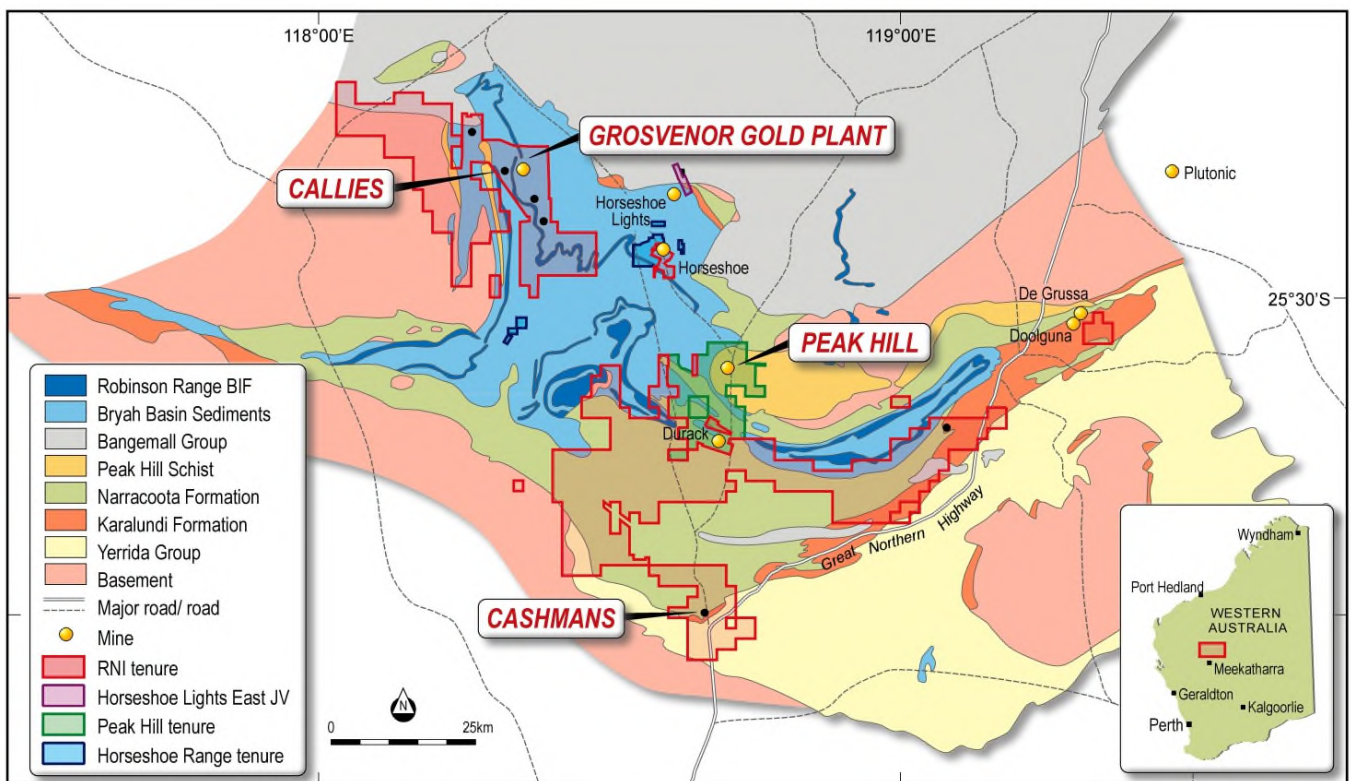 118°00'E
119°00'E
GROSVENOR GOLD PLANT
CALLIES
Plutonic
Horseshoe
Lights
Horseshoe
De Grussa
25°30'S
Doolguna
PEAK HILL
Durack
Great Northern Highway
CASHMANS
Robinson Range BIF
Bryah Basin Sediments
Bangemall Group
Peak Hill Schist
Narracoota Formation
Karalundi Formation
Yerrida Group
Basement
Major road/ road
Mine
RNI tenure
Horseshoe Lights East JV
Peak Hill tenure
Horseshoe Range tenure
N
0 25km
Wyndham
Port Hedland
WESTERN
AUSTRALIA
Meekatharra
Geraldton
Kalgoorlie
Perth